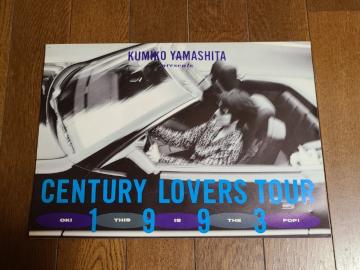 KUMIKO YAMASHITA
presents
CENTURY LOVERS TOUR
1 9 9 3
OK! THIS IS THE POP!